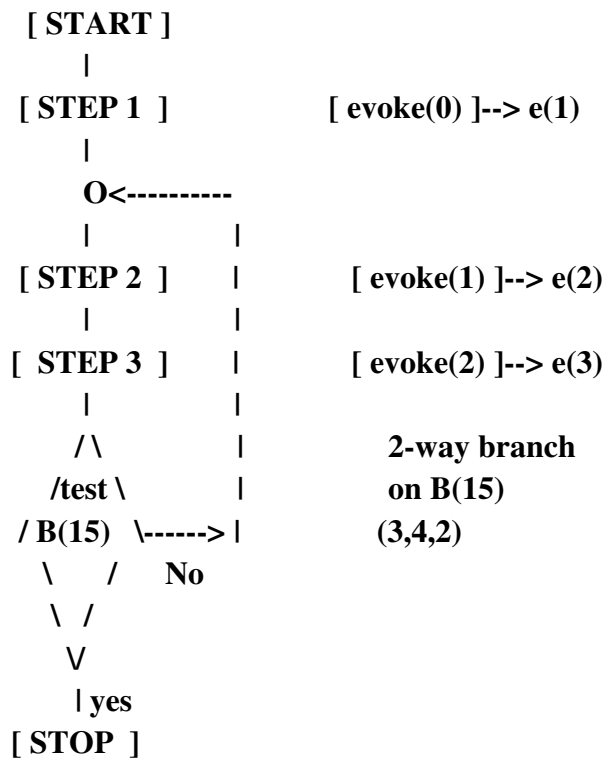 [ START ]
|
[ STEP 1 ] [ evoke(0) ]--> e(1)
|
O<----------
| |
[ STEP 2 ] | [ evoke(1) ]--> e(2)
| |
[ STEP 3 ] | [ evoke(2) ]--> e(3)
| |
/ \ | 2-way branch
/test \ | on B(15)
/ B(15) \------> | (3,4,2)
\ / No
\ /
\/
| yes
[ STOP ]